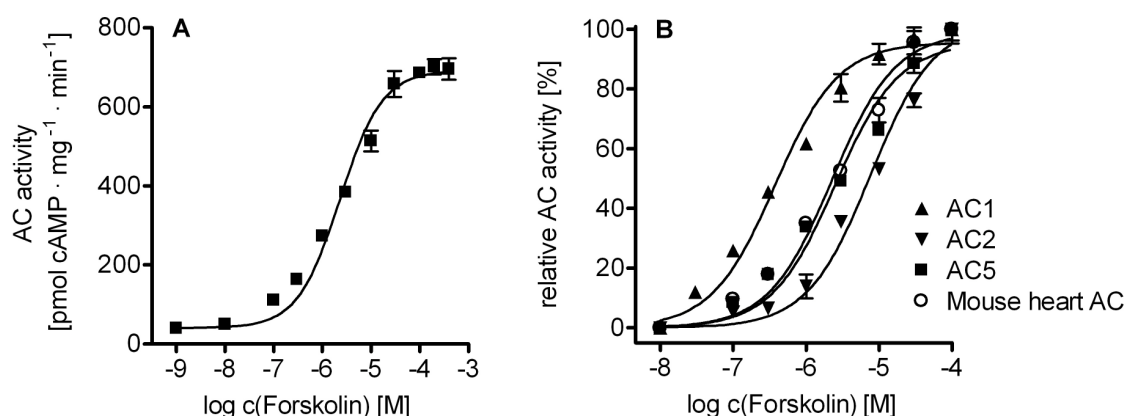 A
800
600
400
200
0
AC activity
[pmol cAMP · mg⁻¹ · min⁻¹]
-9 -8 -7 -6 -5 -4 -3
log c(Forskolin) [M]
B
100
80
60
40
20
0
relative AC activity [%]
AC1
AC2
AC5
Mouse heart AC
-8 -7 -6 -5 -4
log c(Forskolin) [M]